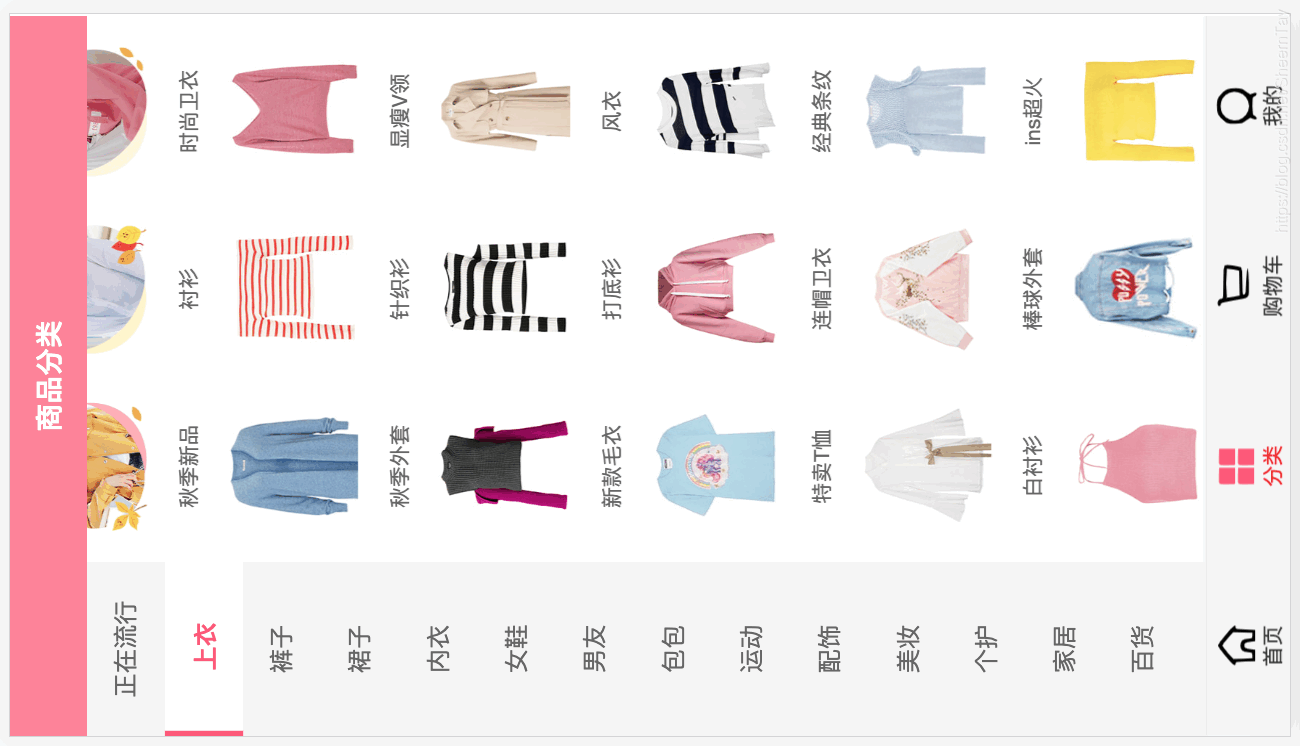 商品分类
正在流行
上衣
裤子
裙子
内衣
女鞋
男友
包包
运动
配饰
美妆
个护
家居
百货
秋季新品
衬衫
时尚卫衣
秋季外套
针织衫
显瘦V领
新款毛衣
打底衫
风衣
特卖T恤
连帽卫衣
经典条纹
白衬衫
棒球外套
ins超火
首页
分类
购物车
我的